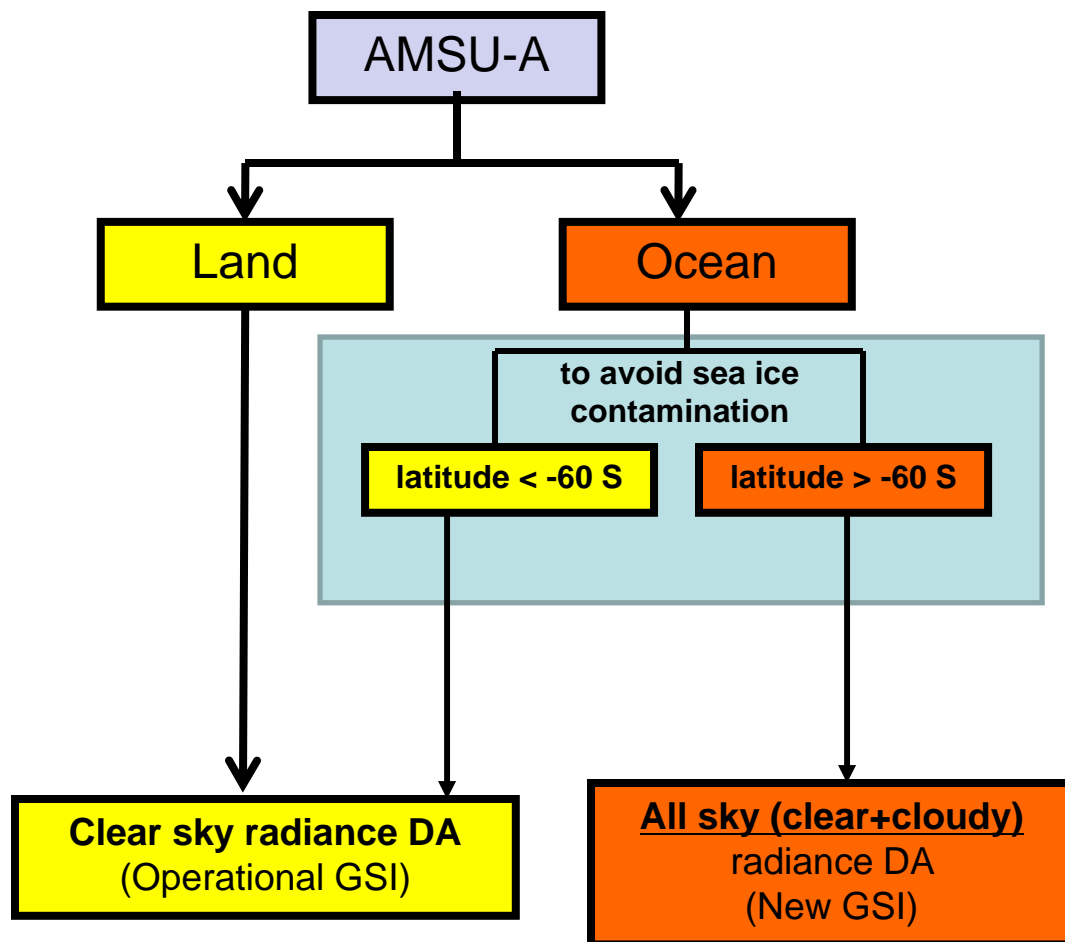 AMSU-A
Land
Ocean
to avoid sea ice
contamination
latitude < -60 S
latitude > -60 S
Clear sky radiance DA
(Operational GSI)
All sky (clear+cloudy)
radiance DA
(New GSI)